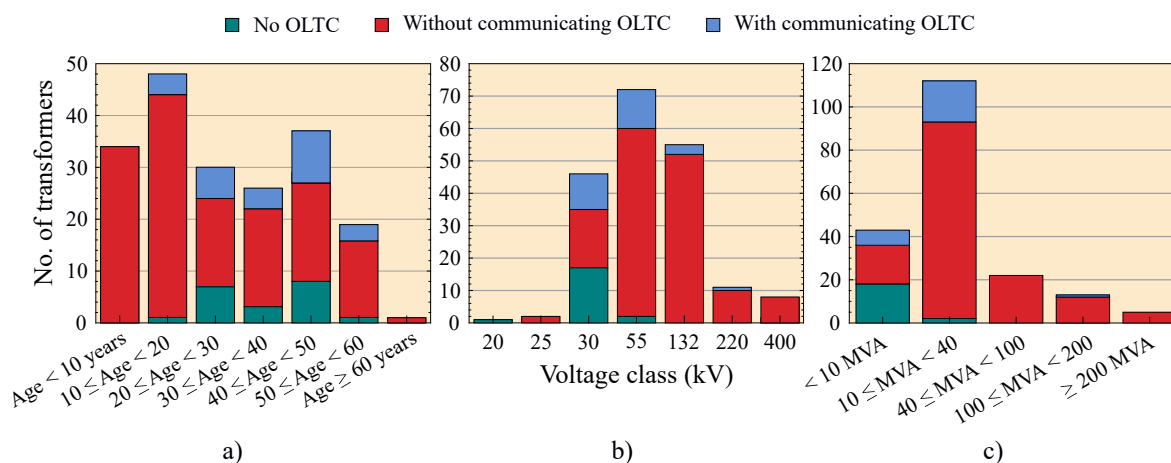 No OLTC Without communicating OLTC With communicating OLTC
No. of transformers
50
40
30
20
10
0
Age < 10 years
10 ≤ Age < 20
20 ≤ Age < 30
30 ≤ Age < 40
40 ≤ Age < 50
50 ≤ Age < 60
Age ≥ 60 years
a)
80
70
60
50
40
30
20
10
0
20 25 30 55 132 220 400
Voltage class (kV)
b)
120
100
80
60
40
20
0
< 10 MVA
10 ≤ MVA < 40
40 ≤ MVA < 100
100 ≤ MVA < 200
≥ 200 MVA
c)